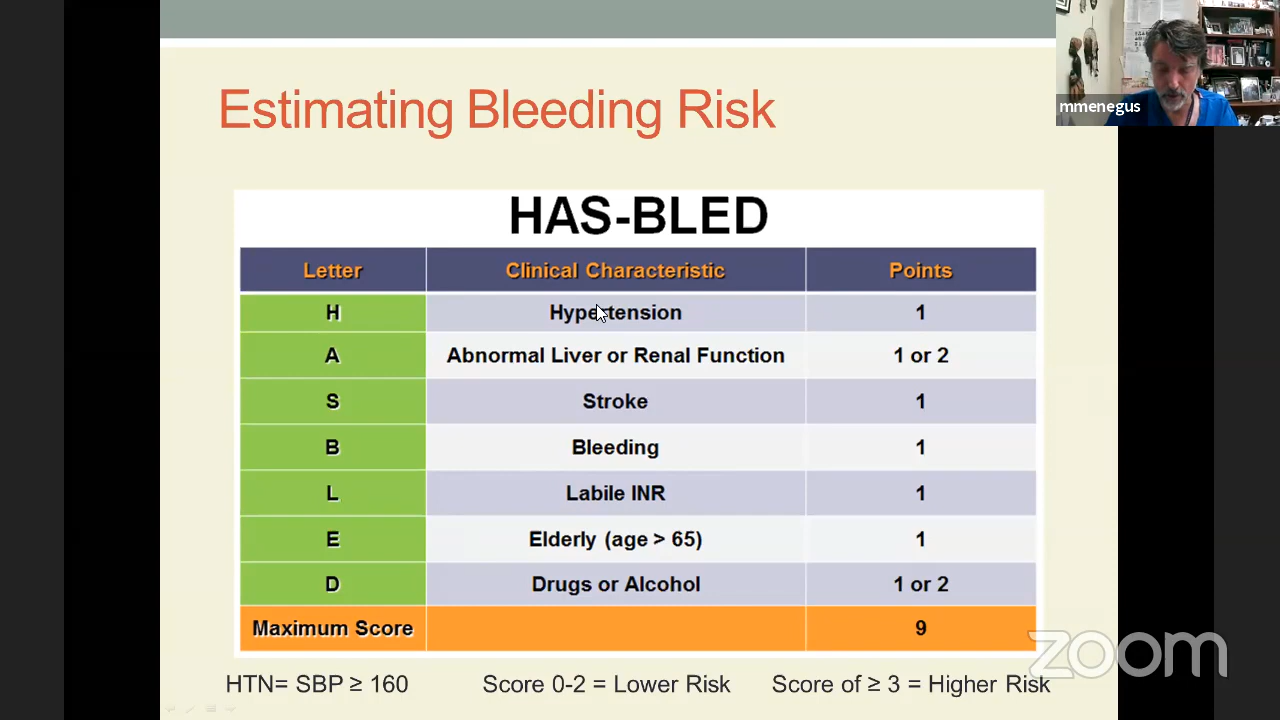 Estimating Bleeding Risk
mmenegus
HAS-BLED
Letter Clinical Characteristic Points
H Hypertension 1
A Abnormal Liver or Renal Function 1 or 2
S Stroke 1
B Bleeding 1
L Labile INR 1
E Elderly (age > 65) 1
D Drugs or Alcohol 1 or 2
Maximum Score 9
HTN= SBP ≥ 160 Score 0-2 = Lower Risk Score of ≥ 3 = Higher Risk
zoom